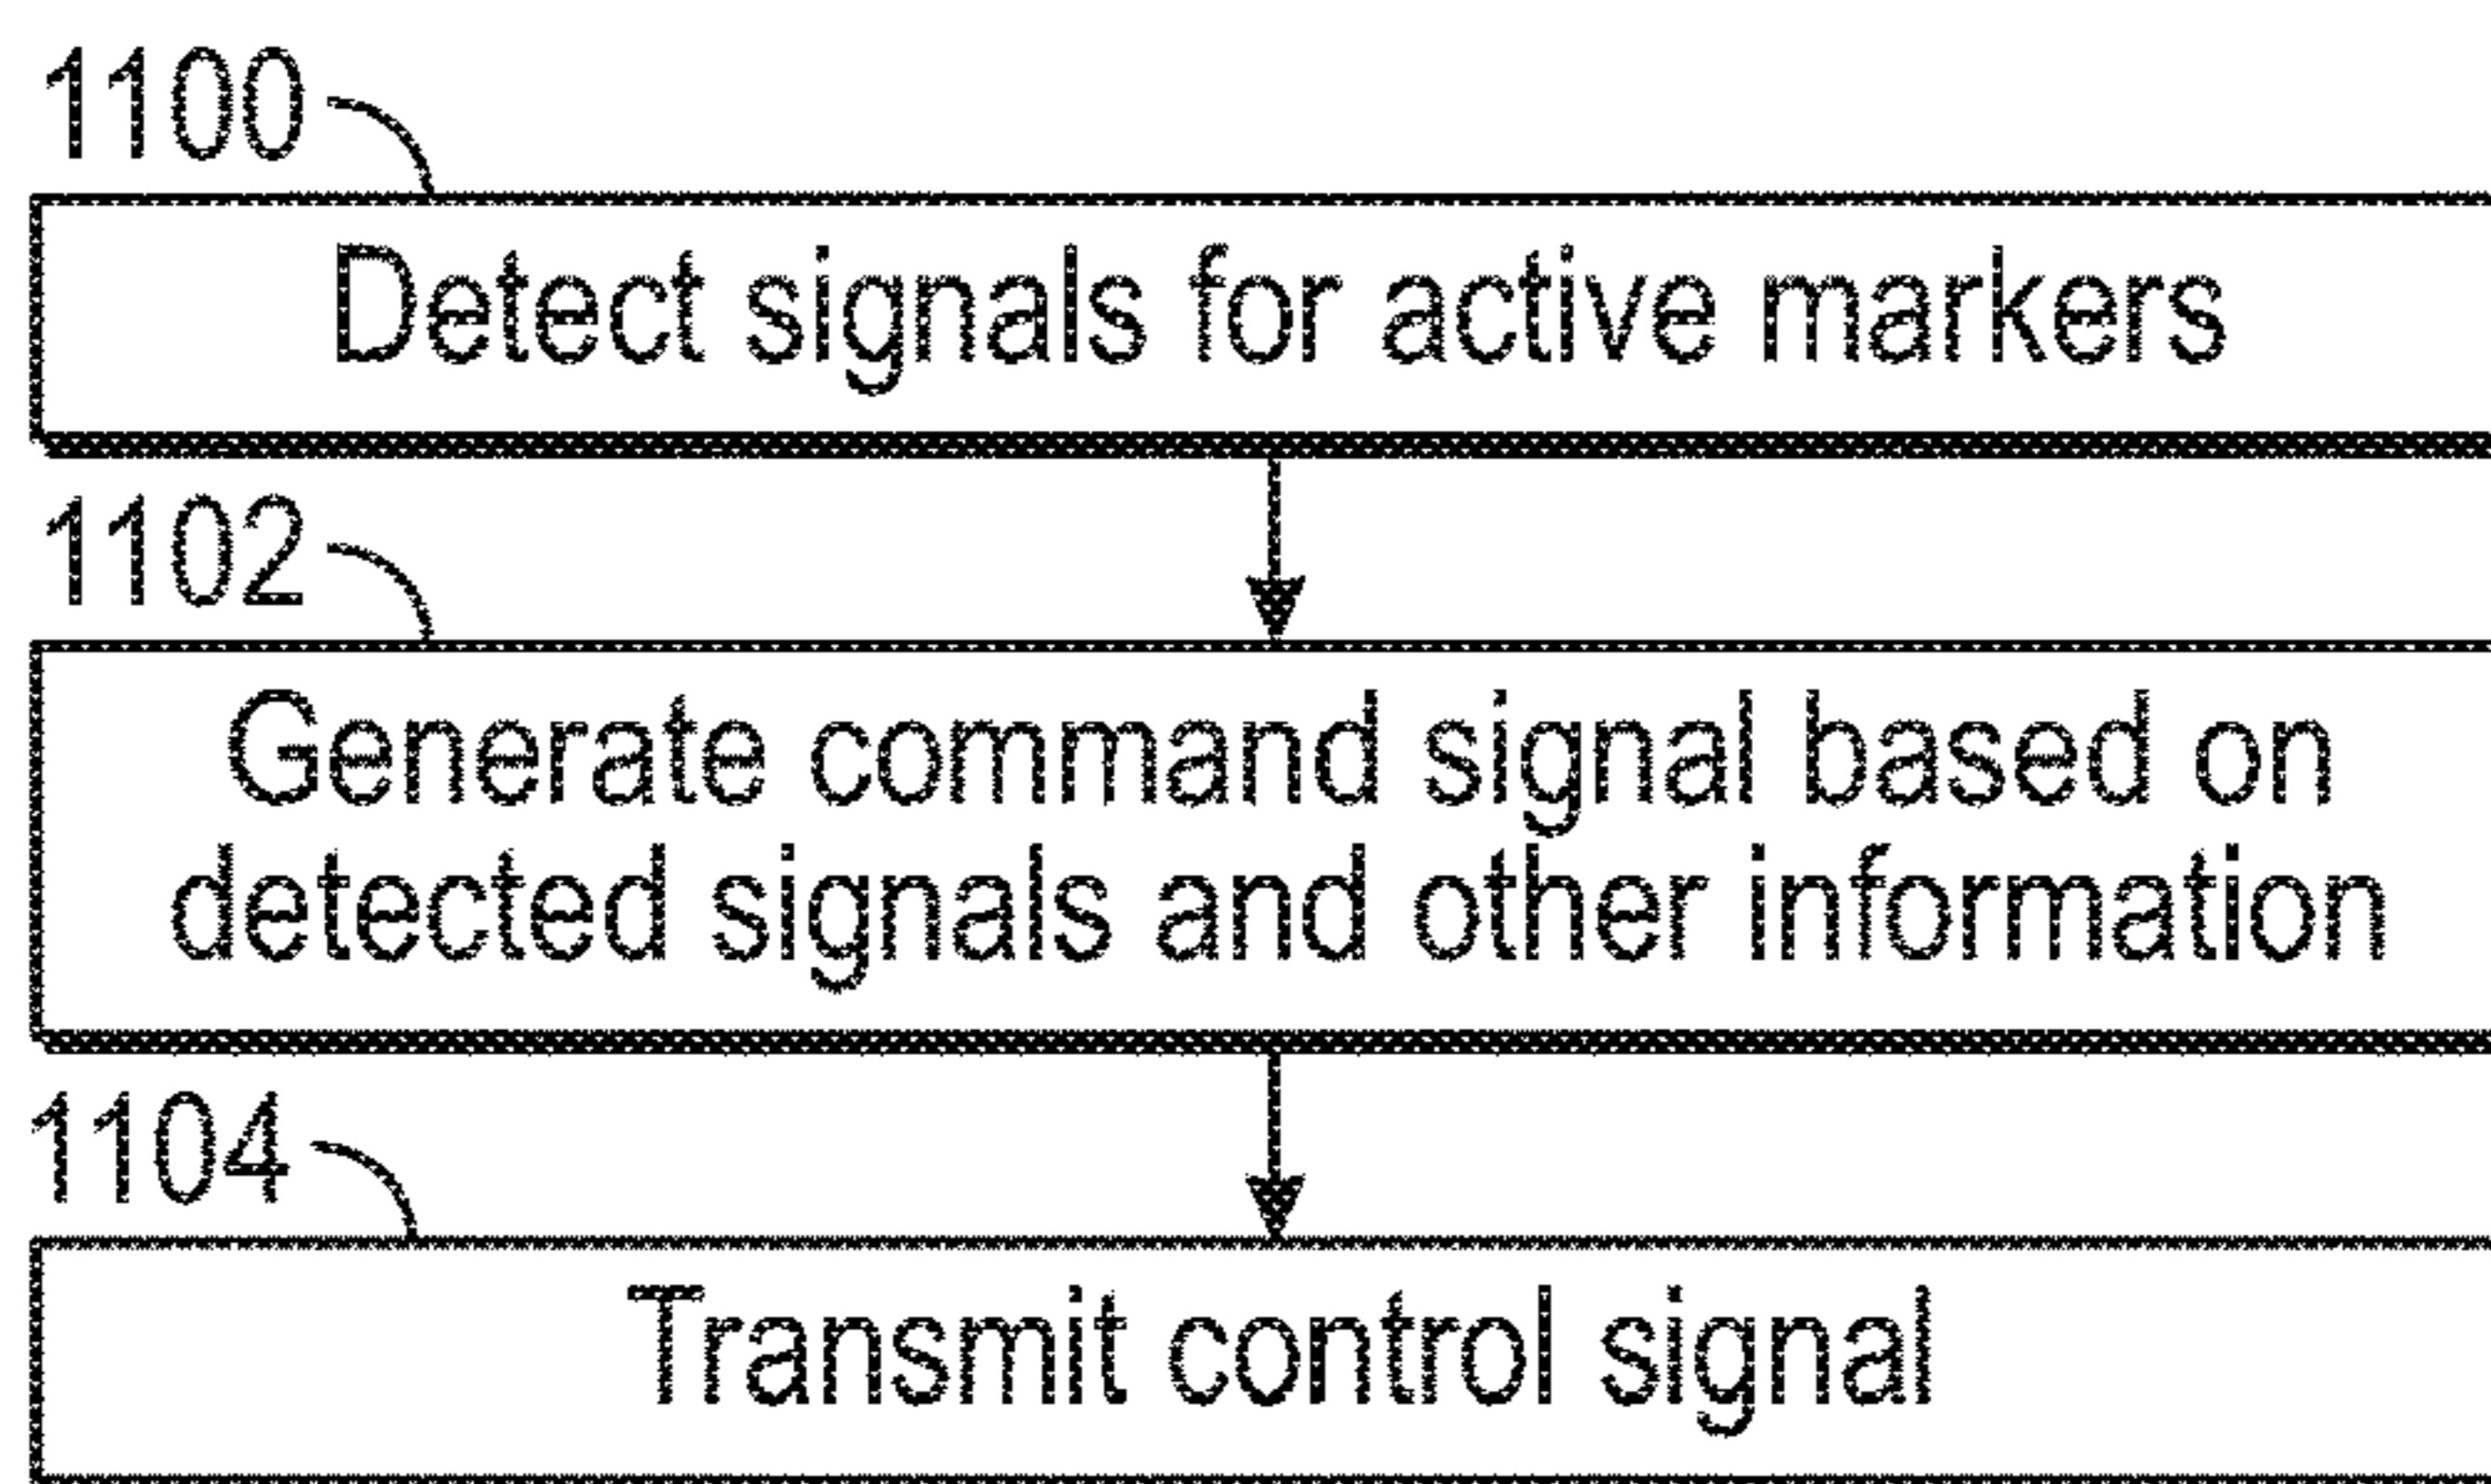 1100
Detect signals for active markers
1102
Generate command signal based on
detected signals and other information
1104
Transmit control signal